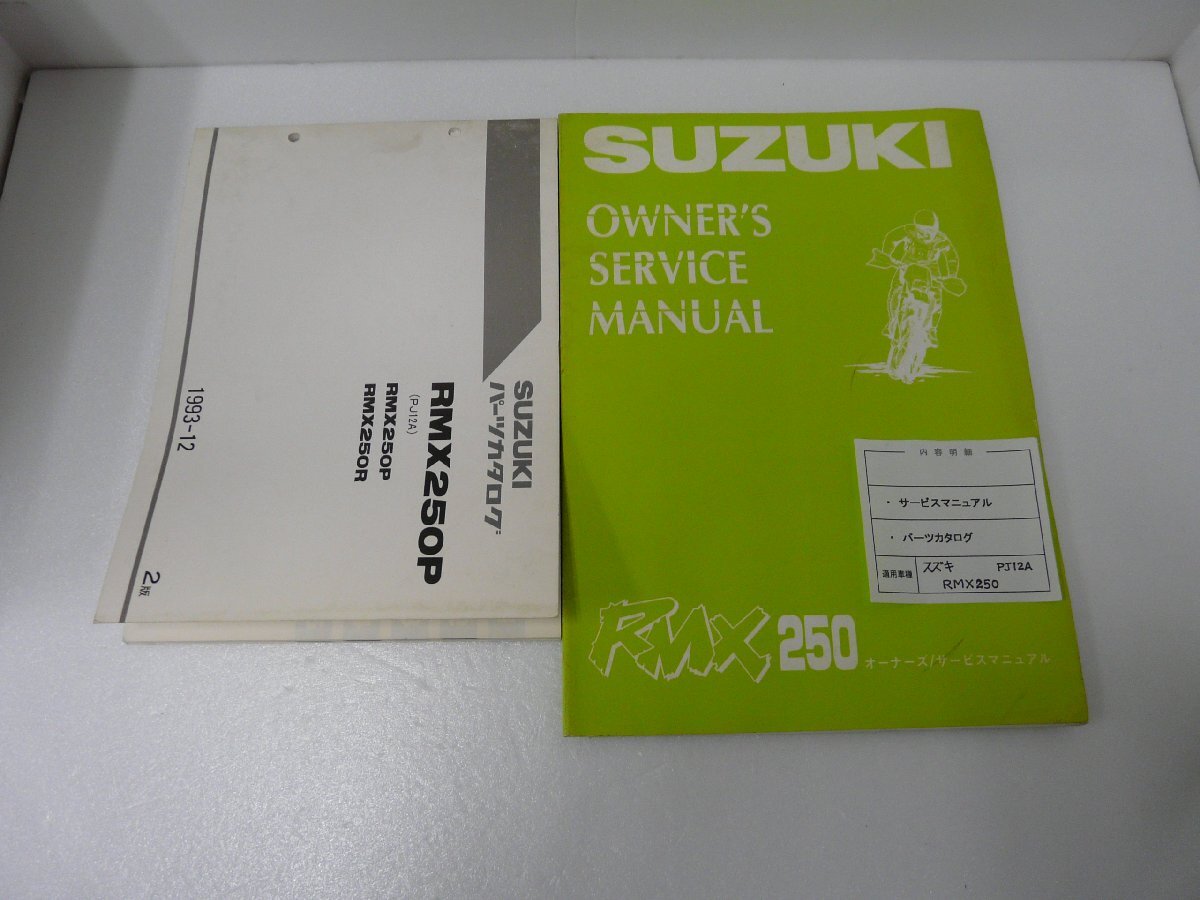 SUZUKI
パーツカタログ
RMX250P
(PJ12A)
RMX250P
RMX250R
1993-12
2版
SUZUKI
OWNER'S
SERVICE
MANUAL
内容明細
・サービスマニュアル
・パーツカタログ
適用車種 スズキ PJ12A
RMX250
RMX 250 オーナーズ/サービスマニュアル